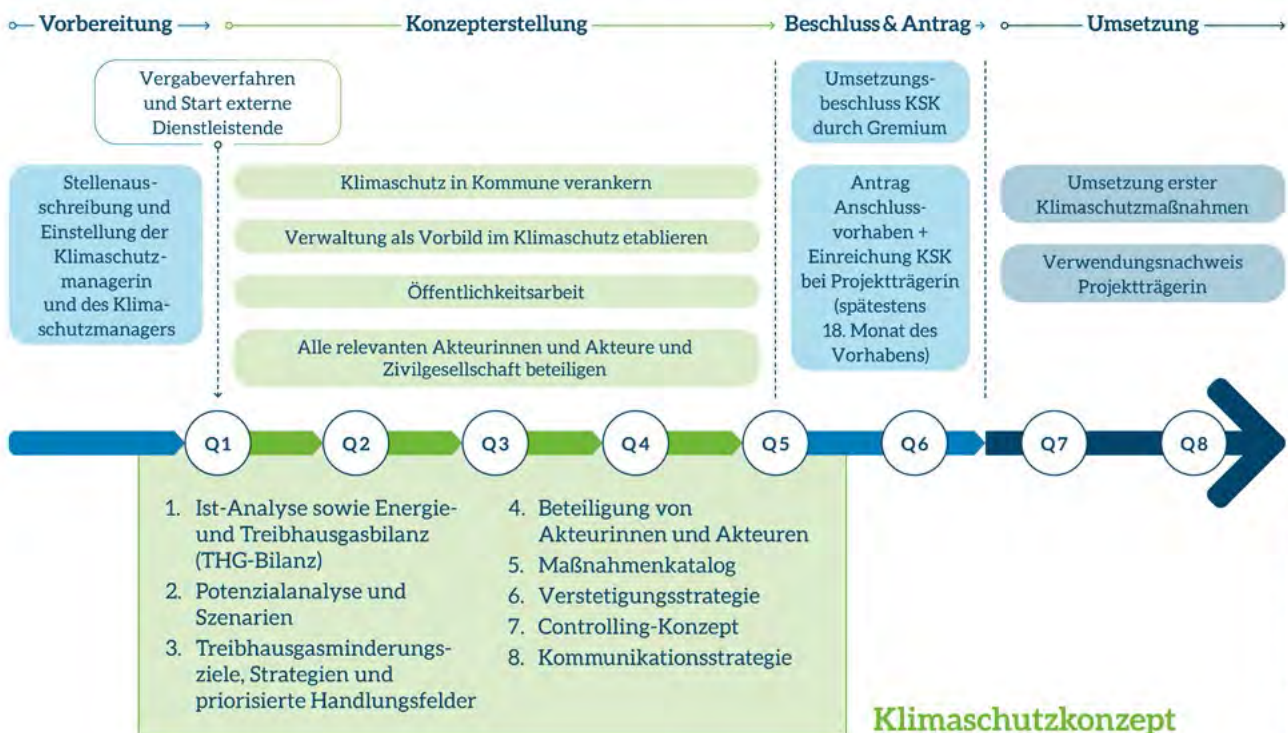 Vorbereitung
Konzepterstellung
Beschluss & Antrag
Umsetzung
Vergabeverfahren
und Start externe
Dienstleistende
Stellenaus-
schreibung und
Einstellung der
Klimaschutz-
managerin
und des Klima-
schutzmanagers
Klimaschutz in Kommune verankern
Verwaltung als Vorbild im Klimaschutz etablieren
Öffentlichkeitsarbeit
Alle relevanten Akteurinnen und Akteure und
Zivilgesellschaft beteiligen
Umsetzungs-
beschluss KSK
durch Gremium
Antrag
Anschluss-
vorhaben +
Einreichung KSK
bei Projektträgerin
(spätestens
18. Monat des
Vorhabens)
Umsetzung erster
Klimaschutzmaßnahmen
Verwendungsnachweis
Projektträgerin
Q1
Q2
Q3
Q4
Q5
Q6
Q7
Q8
1. Ist-Analyse sowie Energie-
und Treibhausgasbilanz
(THG-Bilanz)
2. Potenzialanalyse und
Szenarien
3. Treibhausgasminderungs-
ziele, Strategien und
priorisierte Handlungsfelder
4. Beteiligung von
Akteurinnen und Akteuren
5. Maßnahmenkatalog
6. Verstetigungsstrategie
7. Controlling-Konzept
8. Kommunikationsstrategie
Klimaschutzkonzept